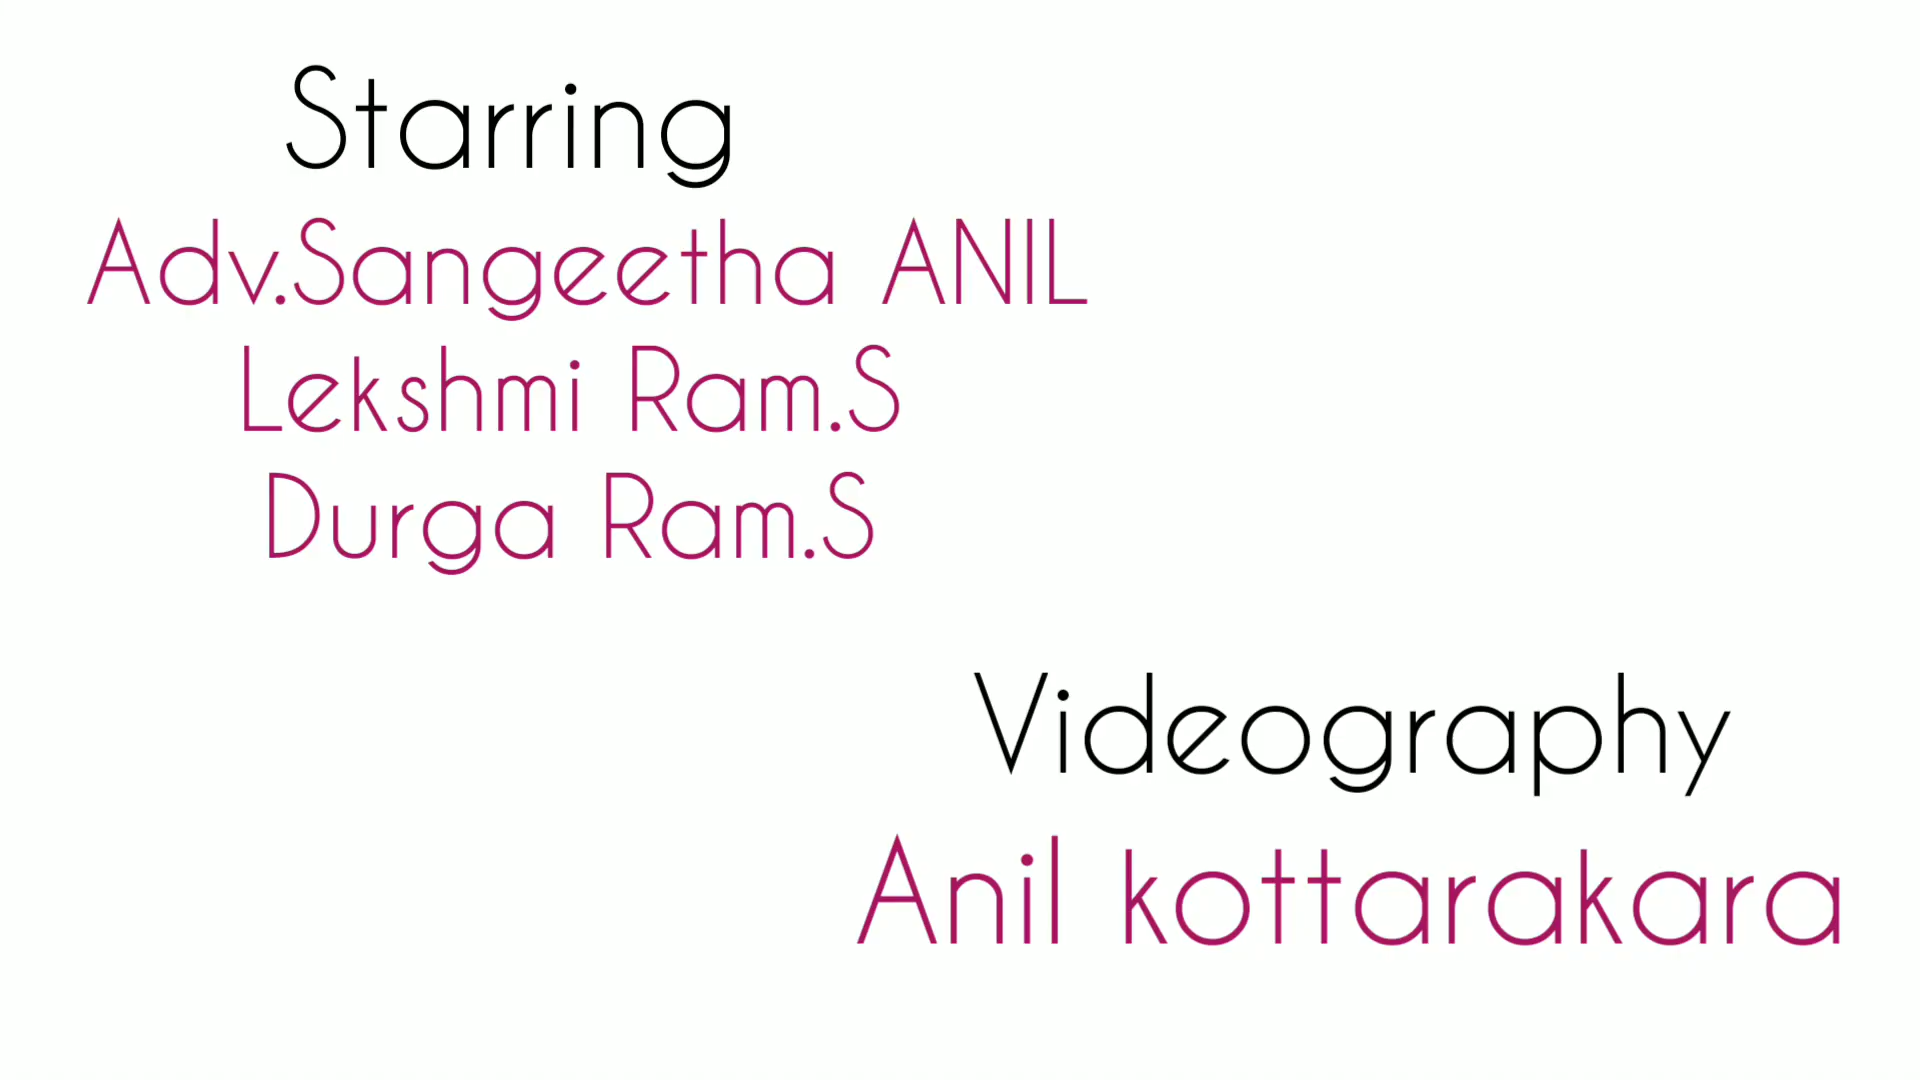 Starring
Adv.Sangeetha ANIL
Lekshmi Ram.S
Durga Ram.S
Videography
Anil kottarakara